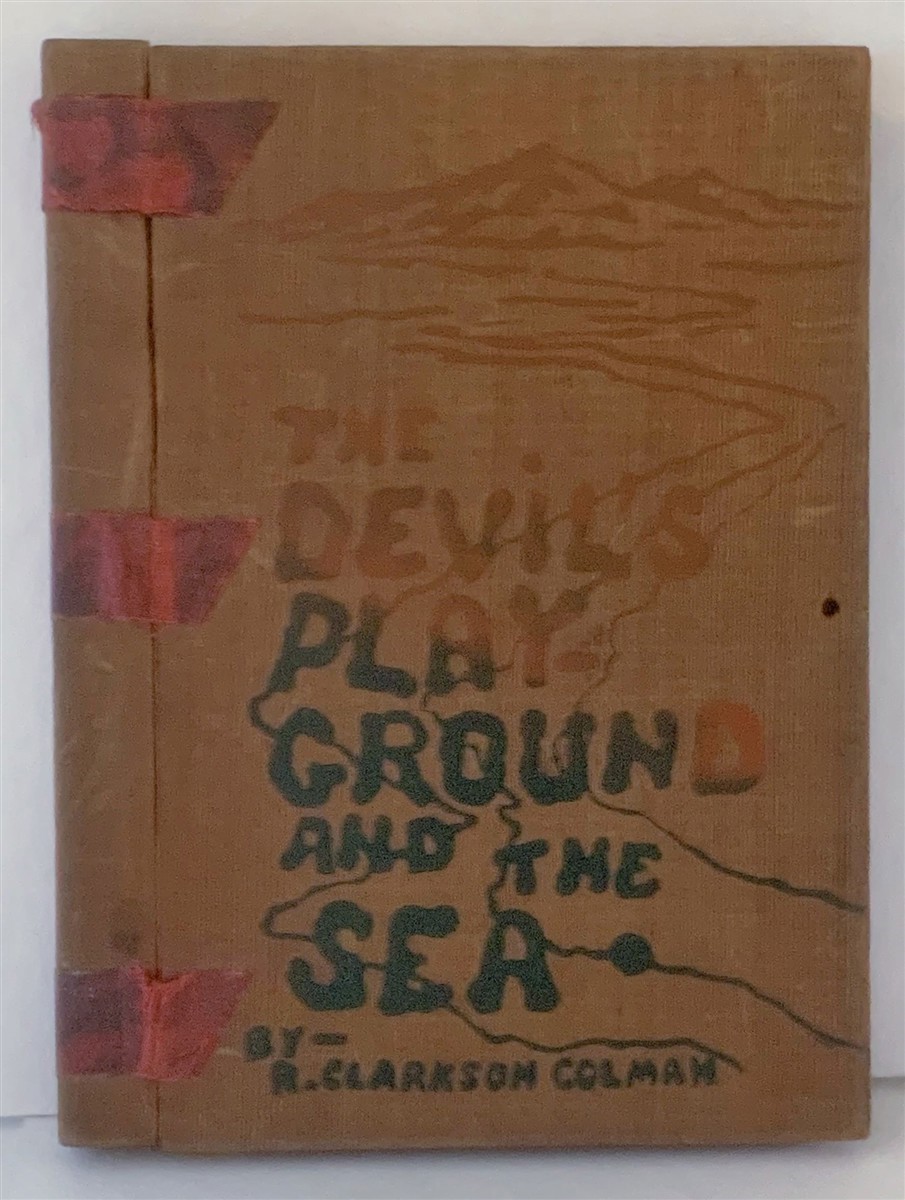 THE
DEViL'S
PLAY-
GROUND
AND THE
SEA
BY—
R. CLARKSON COLMAN